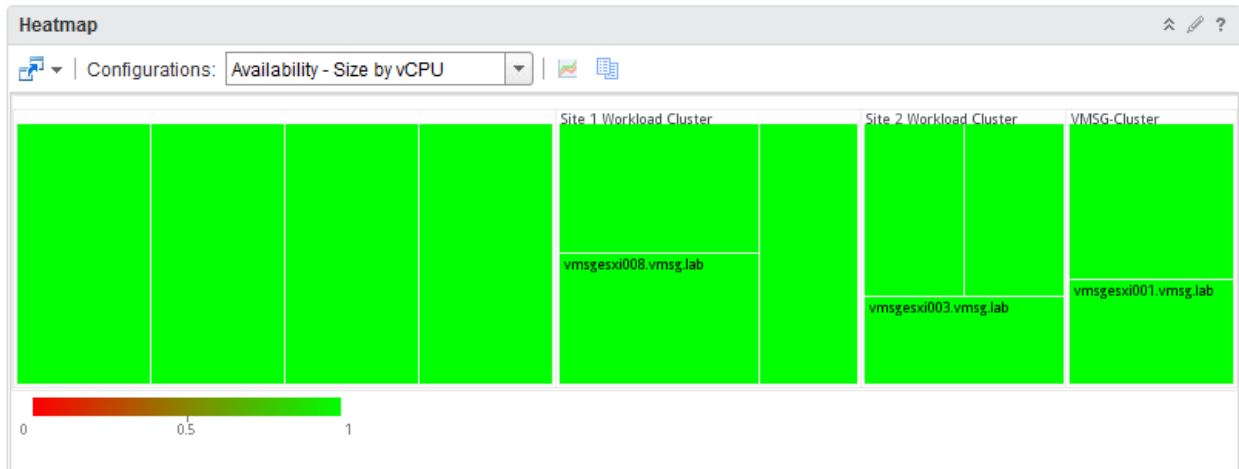 Heatmap ?
Configurations: Availability - Size by vCPU
Site 1 Workload Cluster
Site 2 Workload Cluster
VMSG-Cluster
vmsgesxi008.vmsg.lab
vmsgesxi003.vmsg.lab
vmsgesxi001.vmsg.lab
0 0.5 1